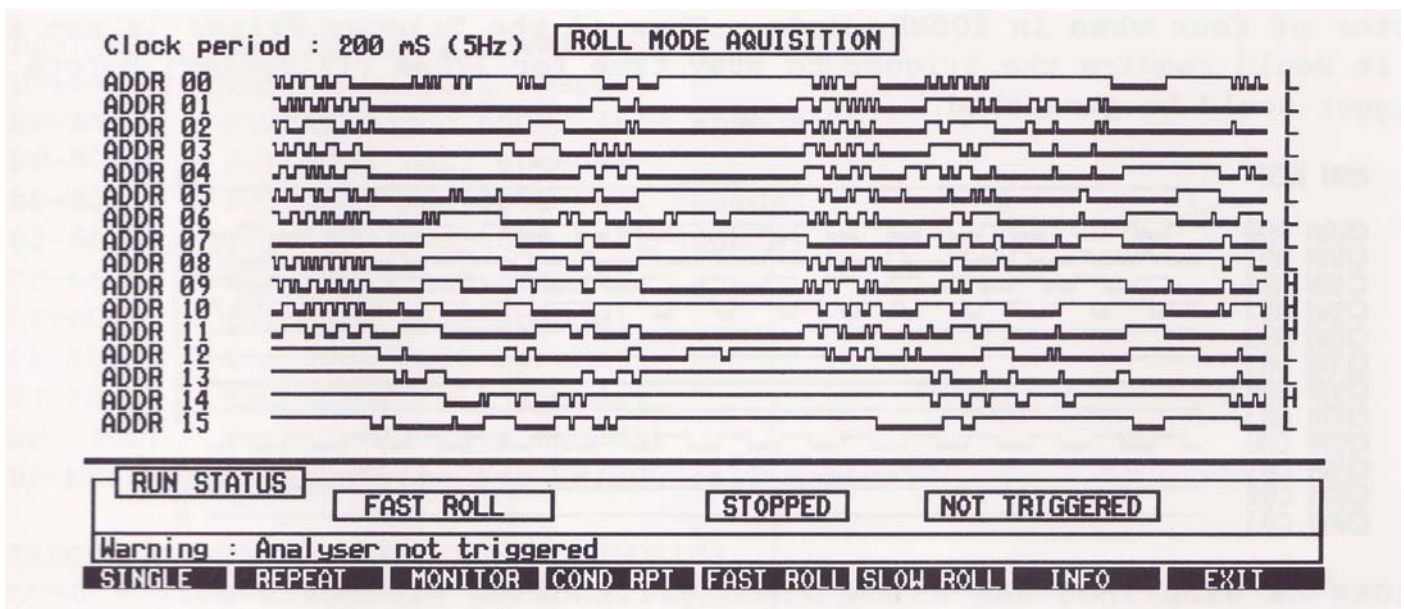 Clock period : 200 mS (5Hz) ROLL MODE AQUISITION
ADDR 00 L
ADDR 01 L
ADDR 02 L
ADDR 03 L
ADDR 04 L
ADDR 05 L
ADDR 06 L
ADDR 07 L
ADDR 08 L
ADDR 09 H
ADDR 10 H
ADDR 11 H
ADDR 12 L
ADDR 13 L
ADDR 14 H
ADDR 15 L
RUN STATUS
FAST ROLL STOPPED NOT TRIGGERED
Warning : Analyser not triggered
SINGLE REPEAT MONITOR COND RPT FAST ROLL SLOW ROLL INFO EXIT